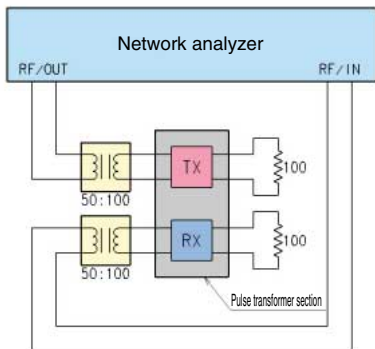 Network analyzer
RF/OUT RF/IN
TX
100
50:100
RX
100
50:100
Pulse transformer section